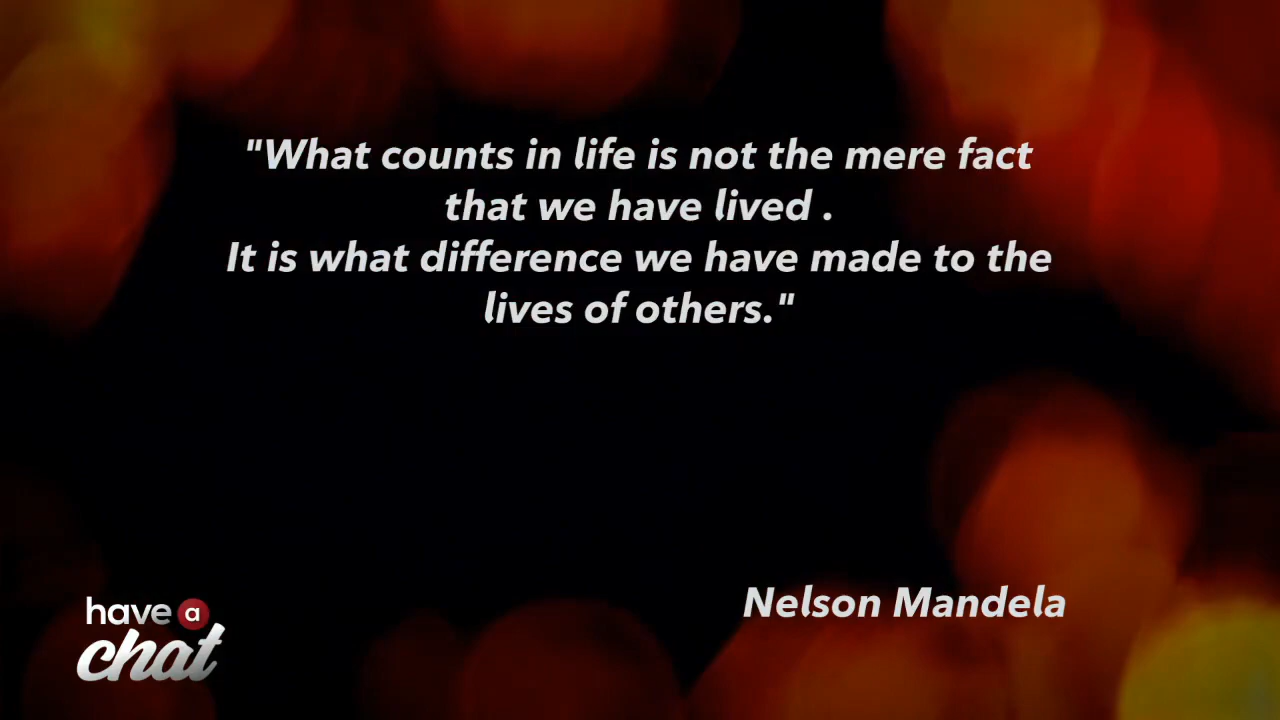 "What counts in life is not the mere fact
that we have lived .
It is what difference we have made to the
lives of others."
Nelson Mandela
have a
chat